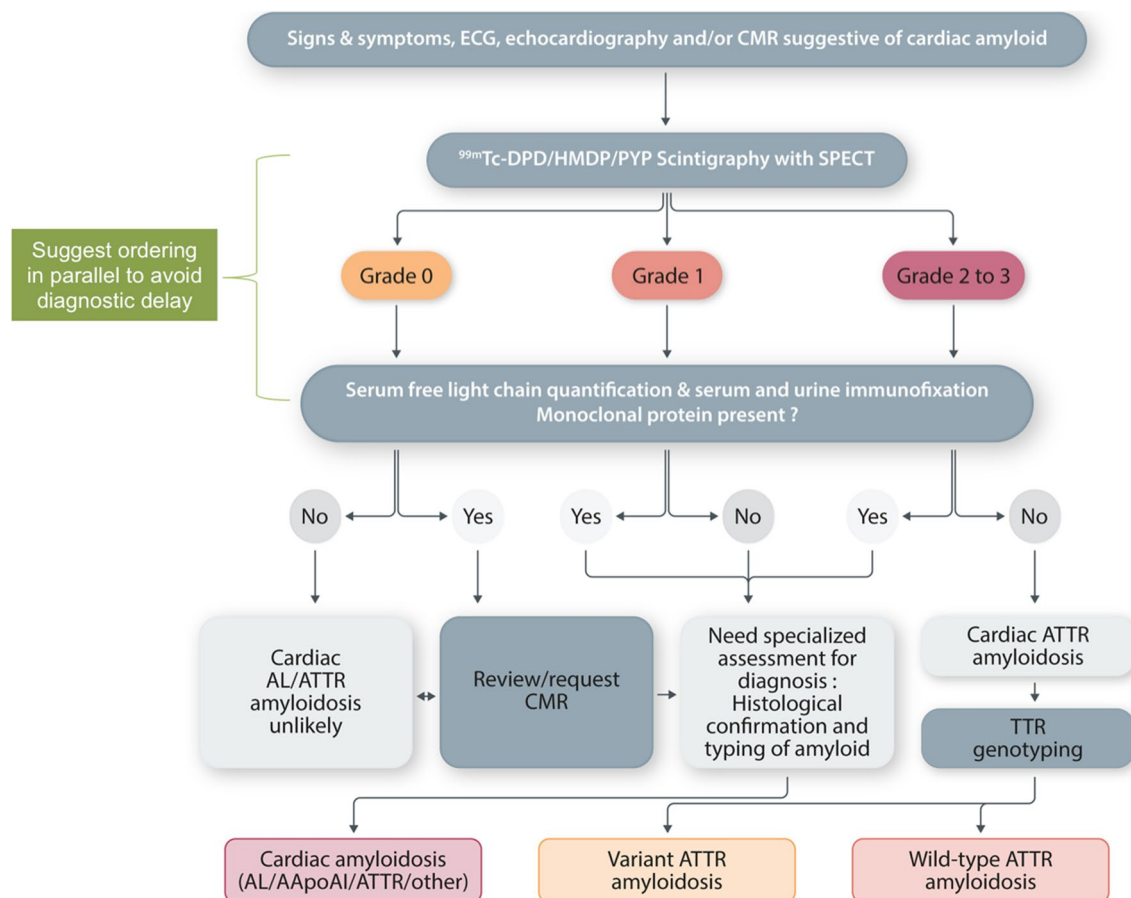 Signs & symptoms, ECG, echocardiography and/or CMR suggestive of cardiac amyloid
⁹⁹ᵐTc-DPD/HMDP/PYP Scintigraphy with SPECT
Suggest ordering
in parallel to avoid
diagnostic delay
Grade 0
Grade 1
Grade 2 to 3
Serum free light chain quantification & serum and urine immunofixation
Monoclonal protein present ?
No
Yes
Yes
No
Yes
No
Cardiac
AL/ATTR
amyloidosis
unlikely
Review/request
CMR
Need specialized
assessment for
diagnosis :
Histological
confirmation and
typing of amyloid
Cardiac ATTR
amyloidosis
TTR
genotyping
Cardiac amyloidosis
(AL/AApoAI/ATTR/other)
Variant ATTR
amyloidosis
Wild-type ATTR
amyloidosis